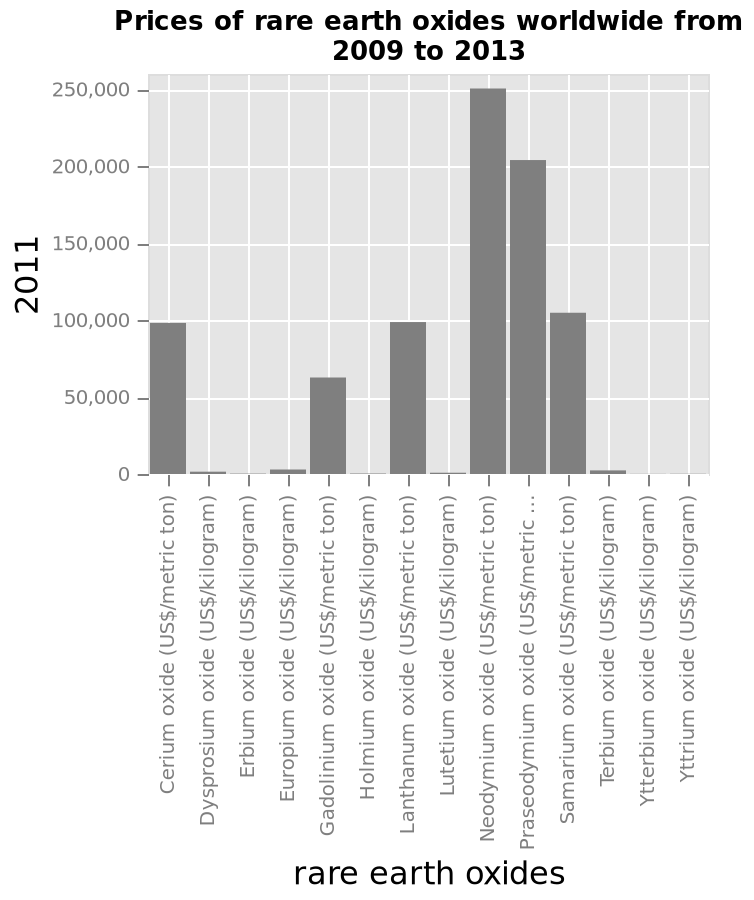 Prices of rare earth oxides worldwide from
2009 to 2013
2011
250,000
200,000
150,000
100,000
50,000
0
Cerium oxide (US$/metric ton)
Dysprosium oxide (US$/kilogram)
Erbium oxide (US$/kilogram)
Europium oxide (US$/kilogram)
Gadolinium oxide (US$/metric ton)
Holmium oxide (US$/kilogram)
Lanthanum oxide (US$/metric ton)
Lutetium oxide (US$/kilogram)
Neodymium oxide (US$/metric ton)
Praseodymium oxide (US$/metric ...
Samarium oxide (US$/metric ton)
Terbium oxide (US$/kilogram)
Ytterbium oxide (US$/kilogram)
Yttrium oxide (US$/kilogram)
rare earth oxides